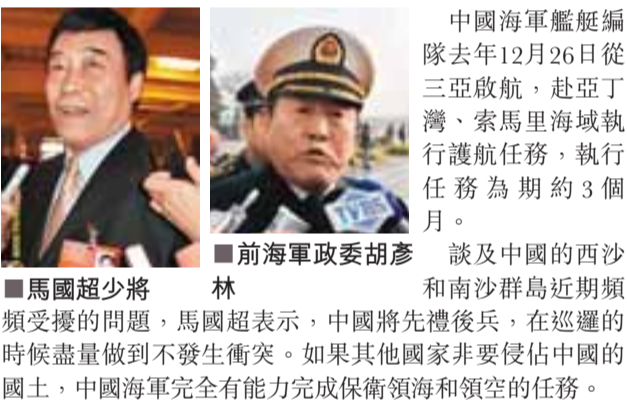 中國海軍艦艇編
隊去年12月26日從
三亞啟航，赴亞丁
灣、索馬里海域執
行護航任務，執行
任務為期約3個
月。
■馬國超少將
■前海軍政委胡彥
林
談及中國的西沙
和南沙群島近期頻
頻受擾的問題，馬國超表示，中國將先禮後兵，在巡邏的
時候盡量做到不發生衝突。如果其他國家非要侵佔中國的
國土，中國海軍完全有能力完成保衛領海和領空的任務。